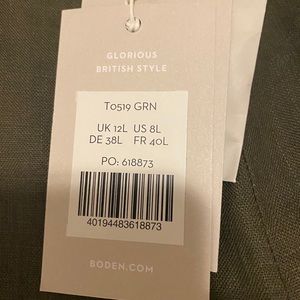 GLORIOUS
BRITISH STYLE
T0519 GRN
UK 12L US 8L
DE 38L FR 40L
PO: 618873
40194483618873
BODEN.COM